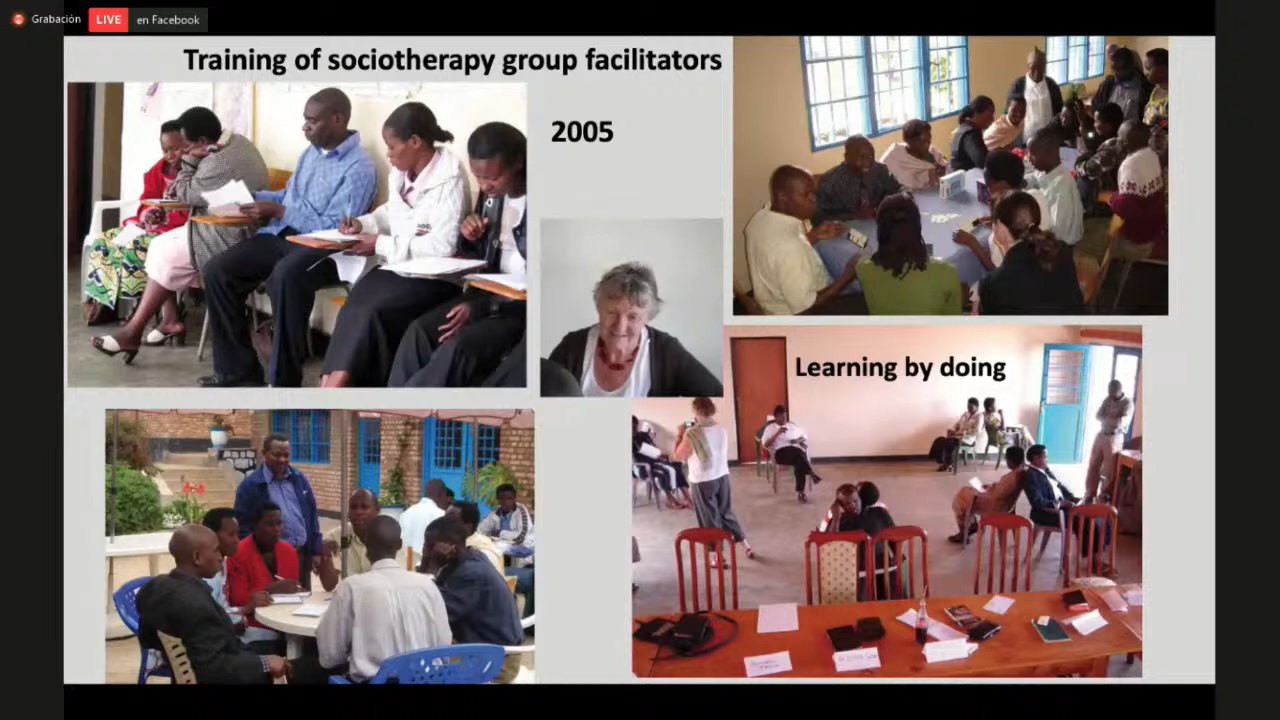 Grabación
LIVE
en Facebook
Training of sociotherapy group facilitators
2005
Learning by doing